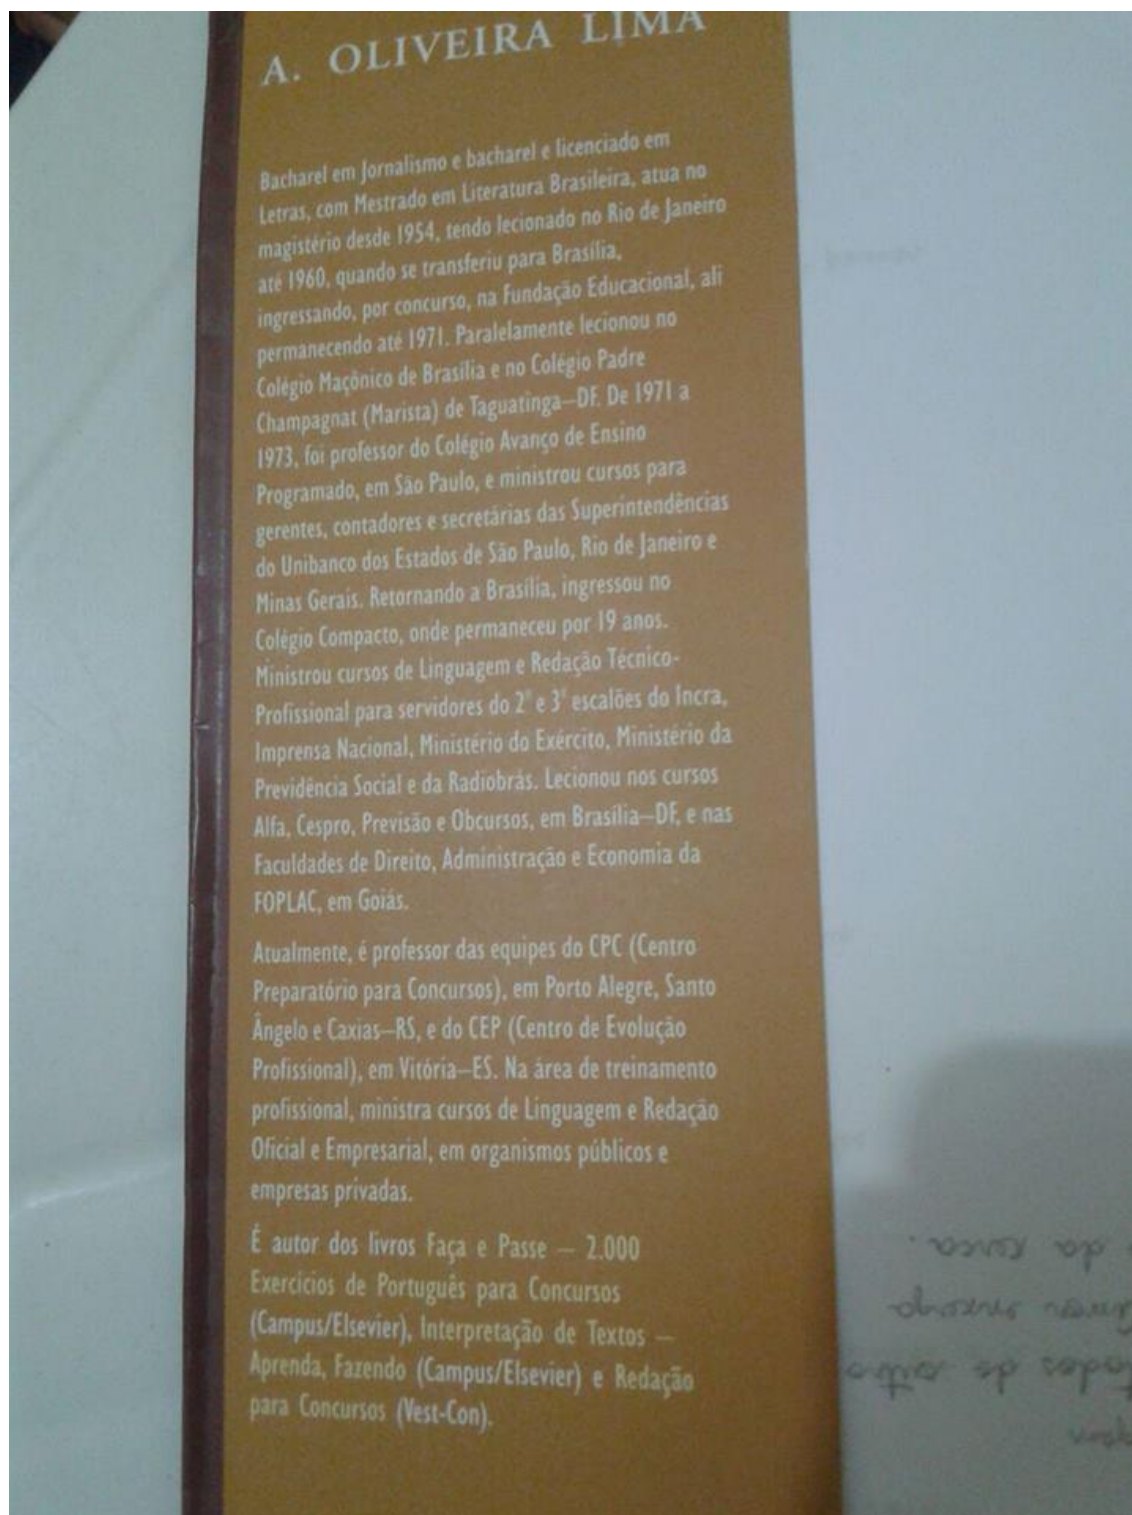 A. OLIVEIRA LIMA
Bacharel em Jornalismo e bacharel e licenciado em
Letras, com Mestrado em Literatura Brasileira, atua no
magistério desde 1954, tendo lecionado no Rio de Janeiro
até 1960, quando se transferiu para Brasília,
ingressando, por concurso, na Fundação Educacional, ali
permanecendo até 1971. Paralelamente lecionou no
Colégio Maçônico de Brasília e no Colégio Padre
Champagnat (Marista) de Taguatinga–DF. De 1971 a
1973, foi professor do Colégio Avanço de Ensino
Programado, em São Paulo, e ministrou cursos para
gerentes, contadores e secretárias das Superintendências
do Unibanco dos Estados de São Paulo, Rio de Janeiro e
Minas Gerais. Retornando a Brasília, ingressou no
Colégio Compacto, onde permaneceu por 19 anos.
Ministrou cursos de Linguagem e Redação Técnico-
Profissional para servidores do 2º e 3º escalões do Incra,
Imprensa Nacional, Ministério do Exército, Ministério da
Previdência Social e da Radiobrás. Lecionou nos cursos
Alfa, Cespro, Previsão e Obcursos, em Brasília–DF, e nas
Faculdades de Direito, Administração e Economia da
FOPLAC, em Goiás.
Atualmente, é professor das equipes do CPC (Centro
Preparatório para Concursos), em Porto Alegre, Santo
Ângelo e Caxias–RS, e do CEP (Centro de Evolução
Profissional), em Vitória–ES. Na área de treinamento
profissional, ministra cursos de Linguagem e Redação
Oficial e Empresarial, em organismos públicos e
empresas privadas.
É autor dos livros Faça e Passe – 2.000
Exercícios de Português para Concursos
(Campus/Elsevier), Interpretação de Textos –
Aprenda, Fazendo (Campus/Elsevier) e Redação
para Concursos (Vest-Con).